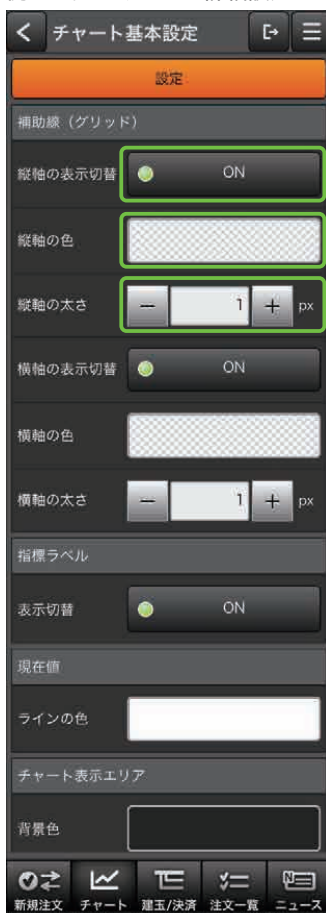 チャート基本設定
設定
補助線（グリッド）
縦軸の表示切替 ON
縦軸の色
縦軸の太さ － 1 ＋ px
横軸の表示切替 ON
横軸の色
横軸の太さ － 1 ＋ px
指標ラベル
表示切替 ON
現在値
ラインの色
チャート表示エリア
背景色
新規注文 チャート 建玉/決済 注文一覧 ニュース